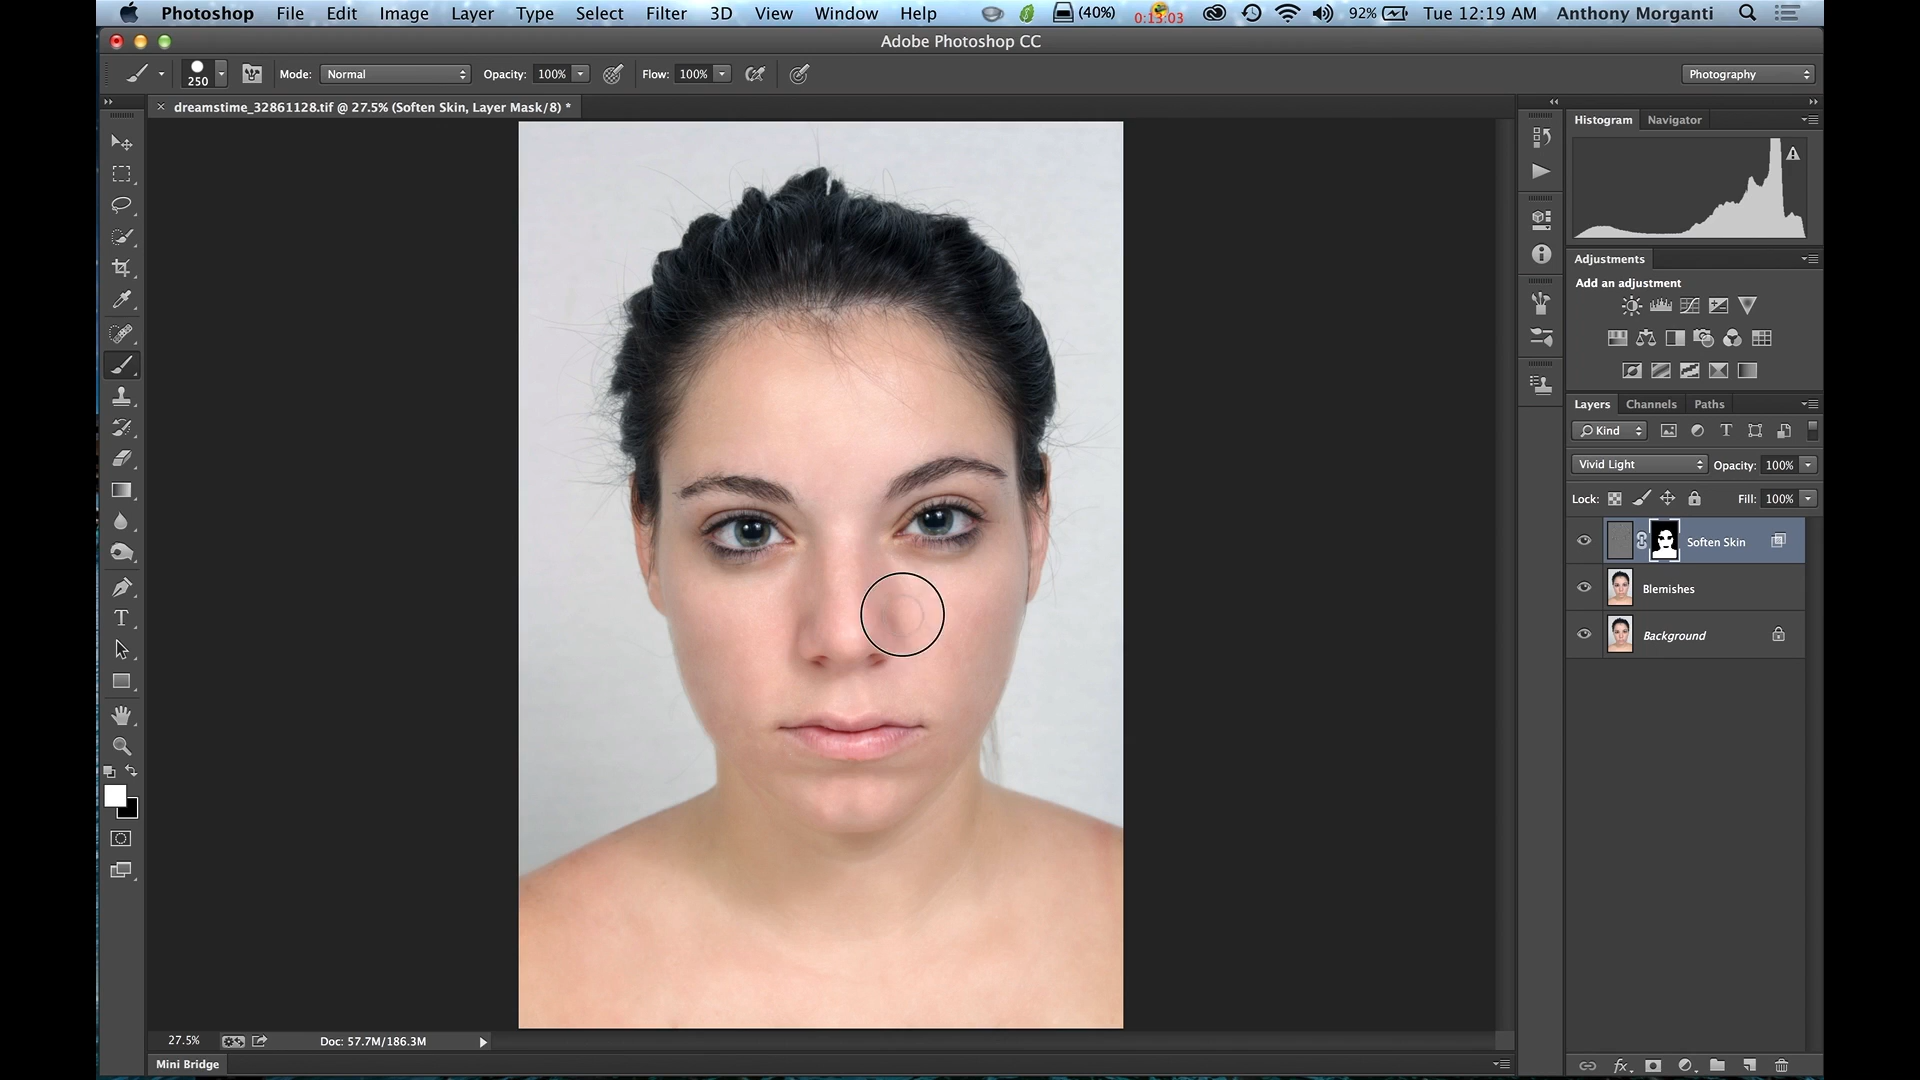 Photoshop File Edit Image Layer Type Select Filter 3D View Window Help (40%) 0:13:03 92% Tue 12:19 AM Anthony Morganti
Adobe Photoshop CC
250 Mode: Normal Opacity: 100% Flow: 100% Photography
× dreamstime_32861128.tif @ 27.5% (Soften Skin, Layer Mask/8) *
Histogram Navigator
Adjustments
Add an adjustment
Layers Channels Paths
Kind
Vivid Light Opacity: 100%
Lock: Fill: 100%
Soften Skin
Blemishes
Background
27.5% Doc: 57.7M/186.3M
Mini Bridge